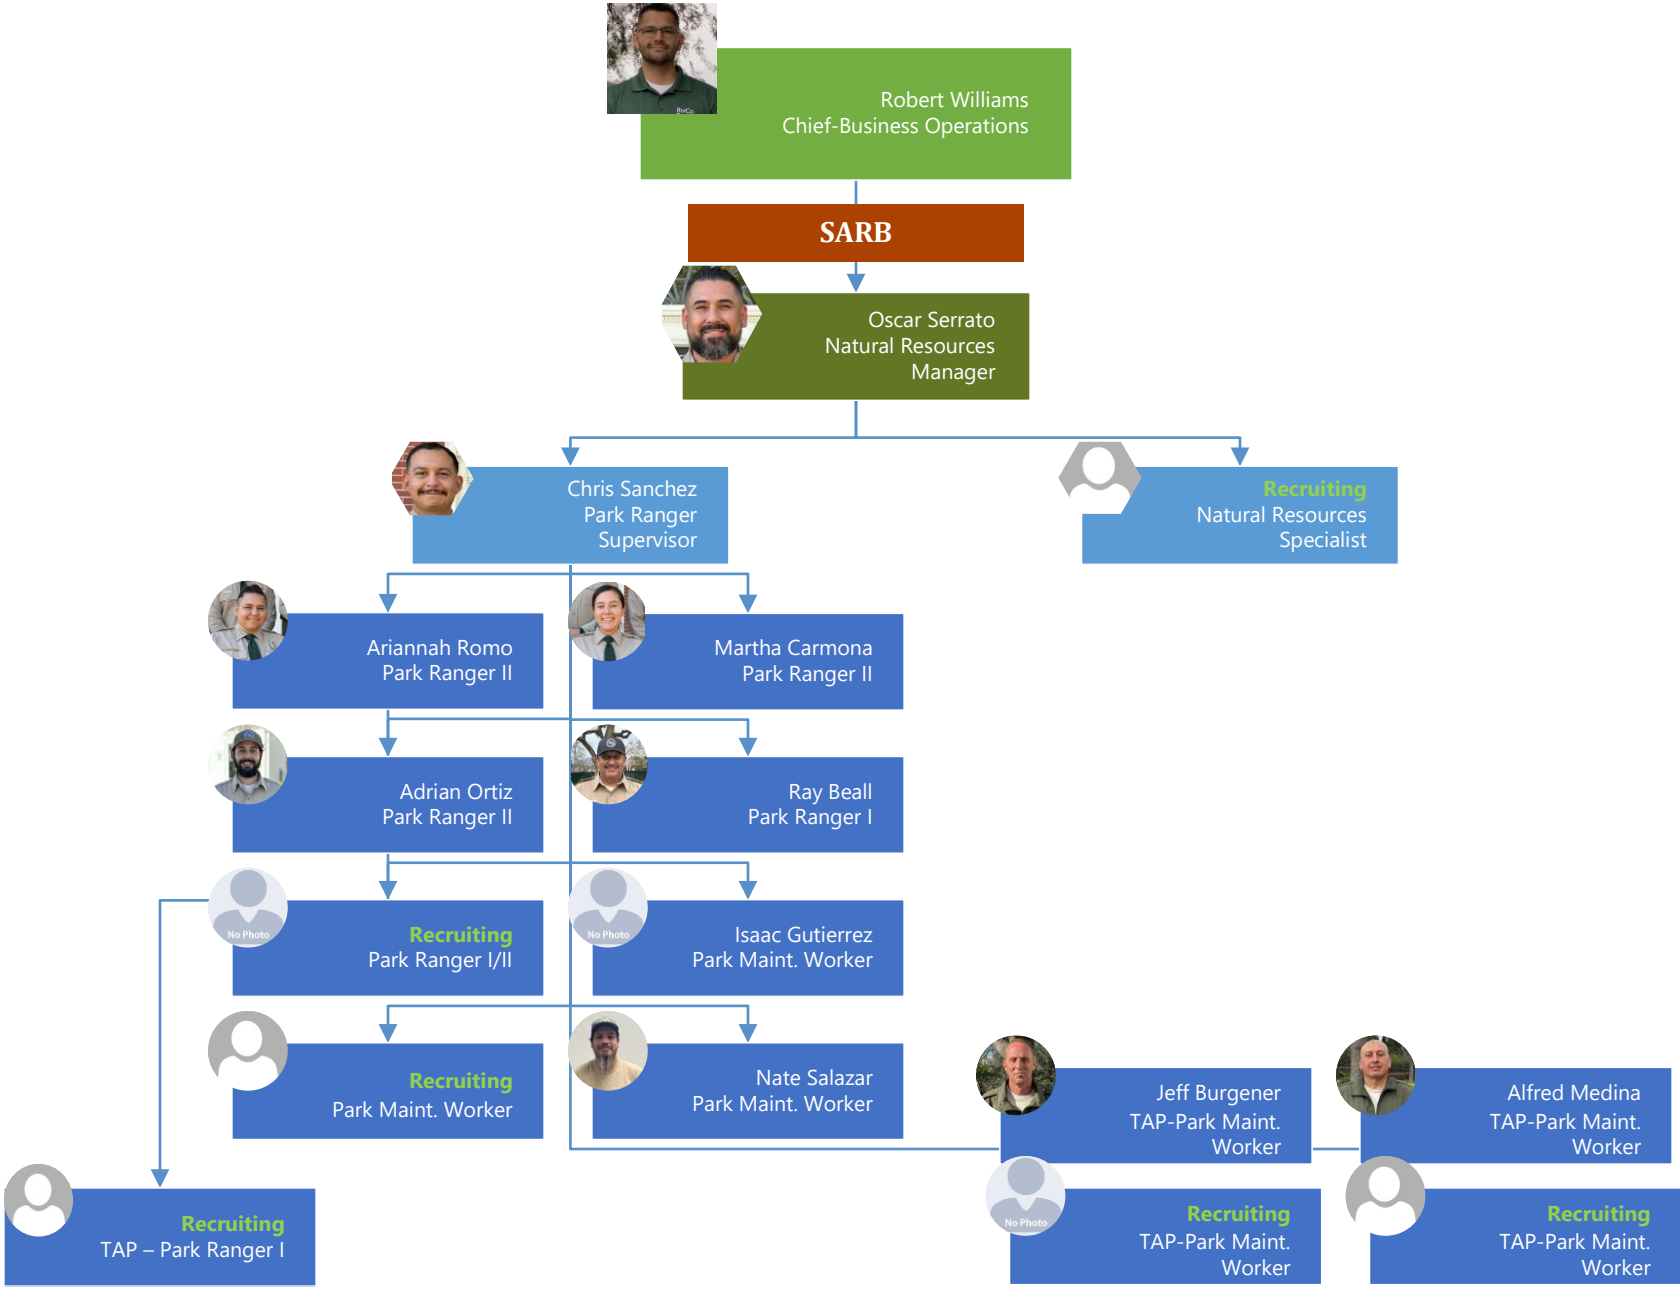 Robert Williams
Chief-Business Operations
SARB
Oscar Serrato
Natural Resources
Manager
Chris Sanchez
Park Ranger
Supervisor
Recruiting
Natural Resources
Specialist
Ariannah Romo
Park Ranger II
Martha Carmona
Park Ranger II
Adrian Ortiz
Park Ranger II
Ray Beall
Park Ranger I
No Photo
Recruiting
Park Ranger I/II
No Photo
Isaac Gutierrez
Park Maint. Worker
Recruiting
Park Maint. Worker
Nate Salazar
Park Maint. Worker
Jeff Burgener
TAP-Park Maint.
Worker
Alfred Medina
TAP-Park Maint.
Worker
Recruiting
TAP – Park Ranger I
No Photo
Recruiting
TAP-Park Maint.
Worker
Recruiting
TAP-Park Maint.
Worker